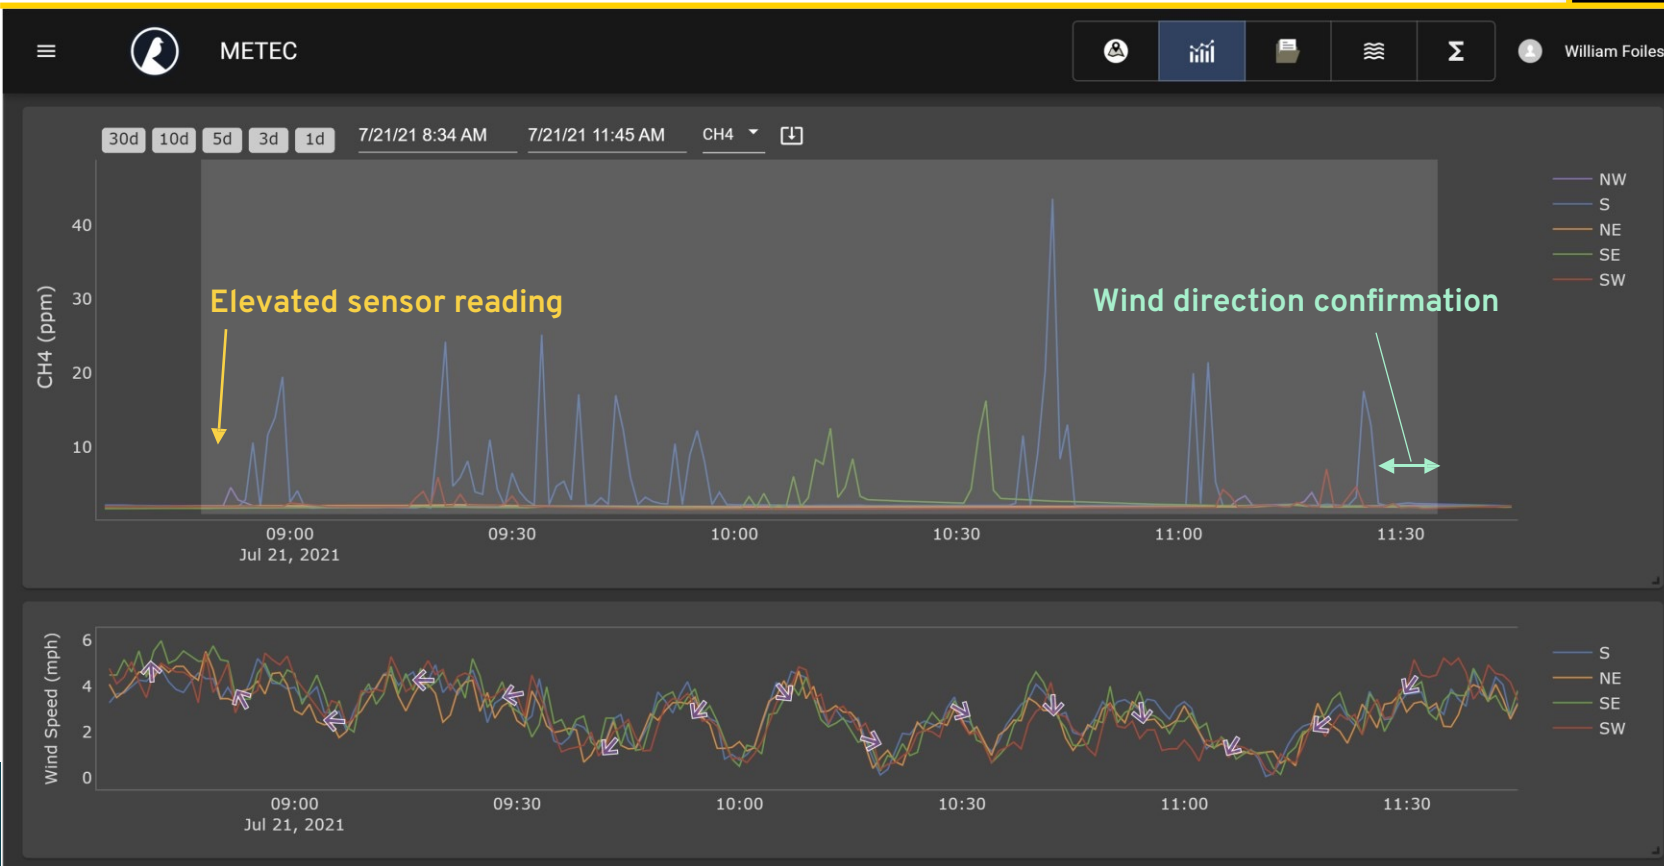 METEC
William Foiles
30d 10d 5d 3d 1d 7/21/21 8:34 AM 7/21/21 11:45 AM CH4
CH4 (ppm)
40
30
20
10
Elevated sensor reading
Wind direction confirmation
NW
S
NE
SE
SW
09:00 09:30 10:00 10:30 11:00 11:30
Jul 21, 2021
Wind Speed (mph)
6
4
2
0
S
NE
SE
SW
09:00 09:30 10:00 10:30 11:00 11:30
Jul 21, 2021